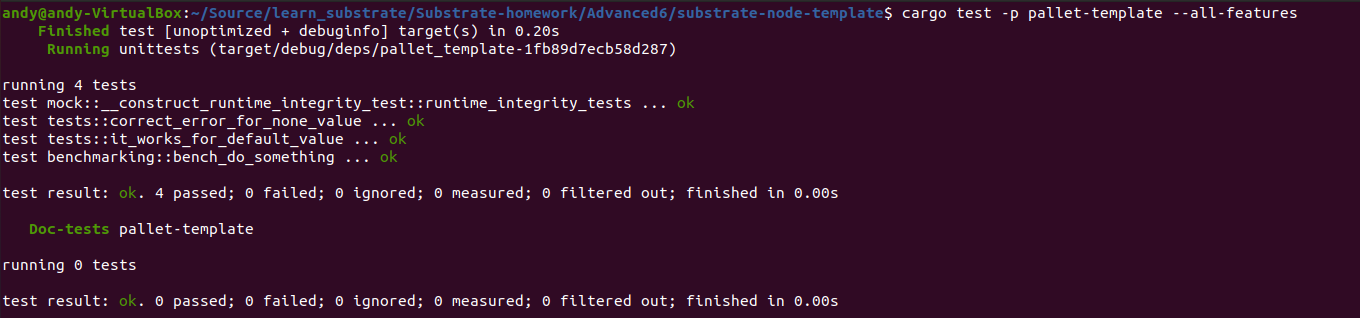 andy@andy-VirtualBox:~/Source/learn_substrate/Substrate-homework/Advanced6/substrate-node-template$ cargo test -p pallet-template --all-features
    Finished test [unoptimized + debuginfo] target(s) in 0.20s
     Running unittests (target/debug/deps/pallet_template-1fb89d7ecb58d287)

running 4 tests
test mock::__construct_runtime_integrity_test::runtime_integrity_tests ... ok
test tests::correct_error_for_none_value ... ok
test tests::it_works_for_default_value ... ok
test benchmarking::bench_do_something ... ok

test result: ok. 4 passed; 0 failed; 0 ignored; 0 measured; 0 filtered out; finished in 0.00s

   Doc-tests pallet-template

running 0 tests

test result: ok. 0 passed; 0 failed; 0 ignored; 0 measured; 0 filtered out; finished in 0.00s